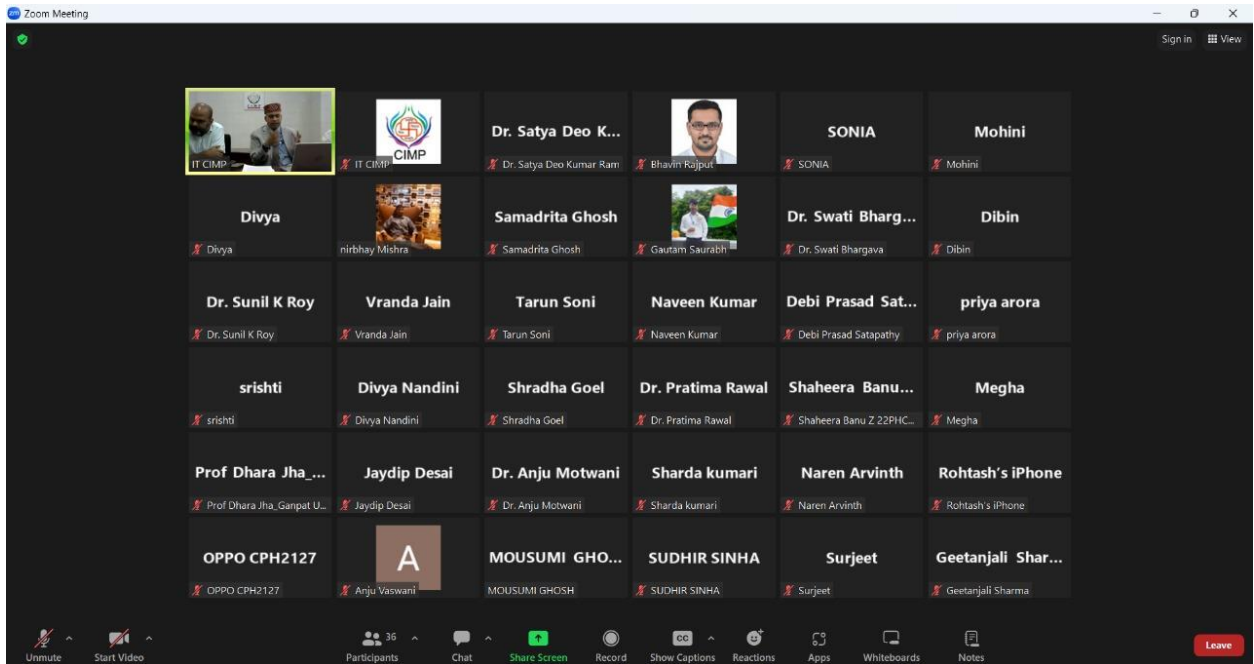 Zoom Meeting
Sign in View
Dr. Satya Deo K... SONIA Mohini
CIMP
IT CIMP IT CIMP Dr. Satya Deo Kumar Ram Bhavin Rajput SONIA Mohini
Divya Samadrita Ghosh Dr. Swati Bharg... Dibin
Divya nirbhay Mishra Samadrita Ghosh Gautam Saurabh Dr. Swati Bhargava Dibin
Dr. Sunil K Roy Vranda Jain Tarun Soni Naveen Kumar Debi Prasad Sat... priya arora
Dr. Sunil K Roy Vranda Jain Tarun Soni Naveen Kumar Debi Prasad Satapathy priya arora
srishti Divya Nandini Shradha Goel Dr. Pratima Rawal Shaheera Banu... Megha
srishti Divya Nandini Shradha Goel Dr. Pratima Rawal Shaheera Banu Z 22PHC... Megha
Prof Dhara Jha_... Jaydip Desai Dr. Anju Motwani Sharda kumari Naren Arvinth Rohtash's iPhone
Prof Dhara Jha_Ganpat U... Jaydip Desai Dr. Anju Motwani Sharda kumari Naren Arvinth Rohtash's iPhone
OPPO CPH2127 A MOUSUMI GHO... SUDHIR SINHA Surjeet Geetanjali Shar...
OPPO CPH2127 Anju Vaswani MOUSUMI GHOSH SUDHIR SINHA Surjeet Geetanjali Sharma
36 CC
Unmute Start Video Participants Chat Share Screen Record Show Captions Reactions Apps Whiteboards Notes Leave